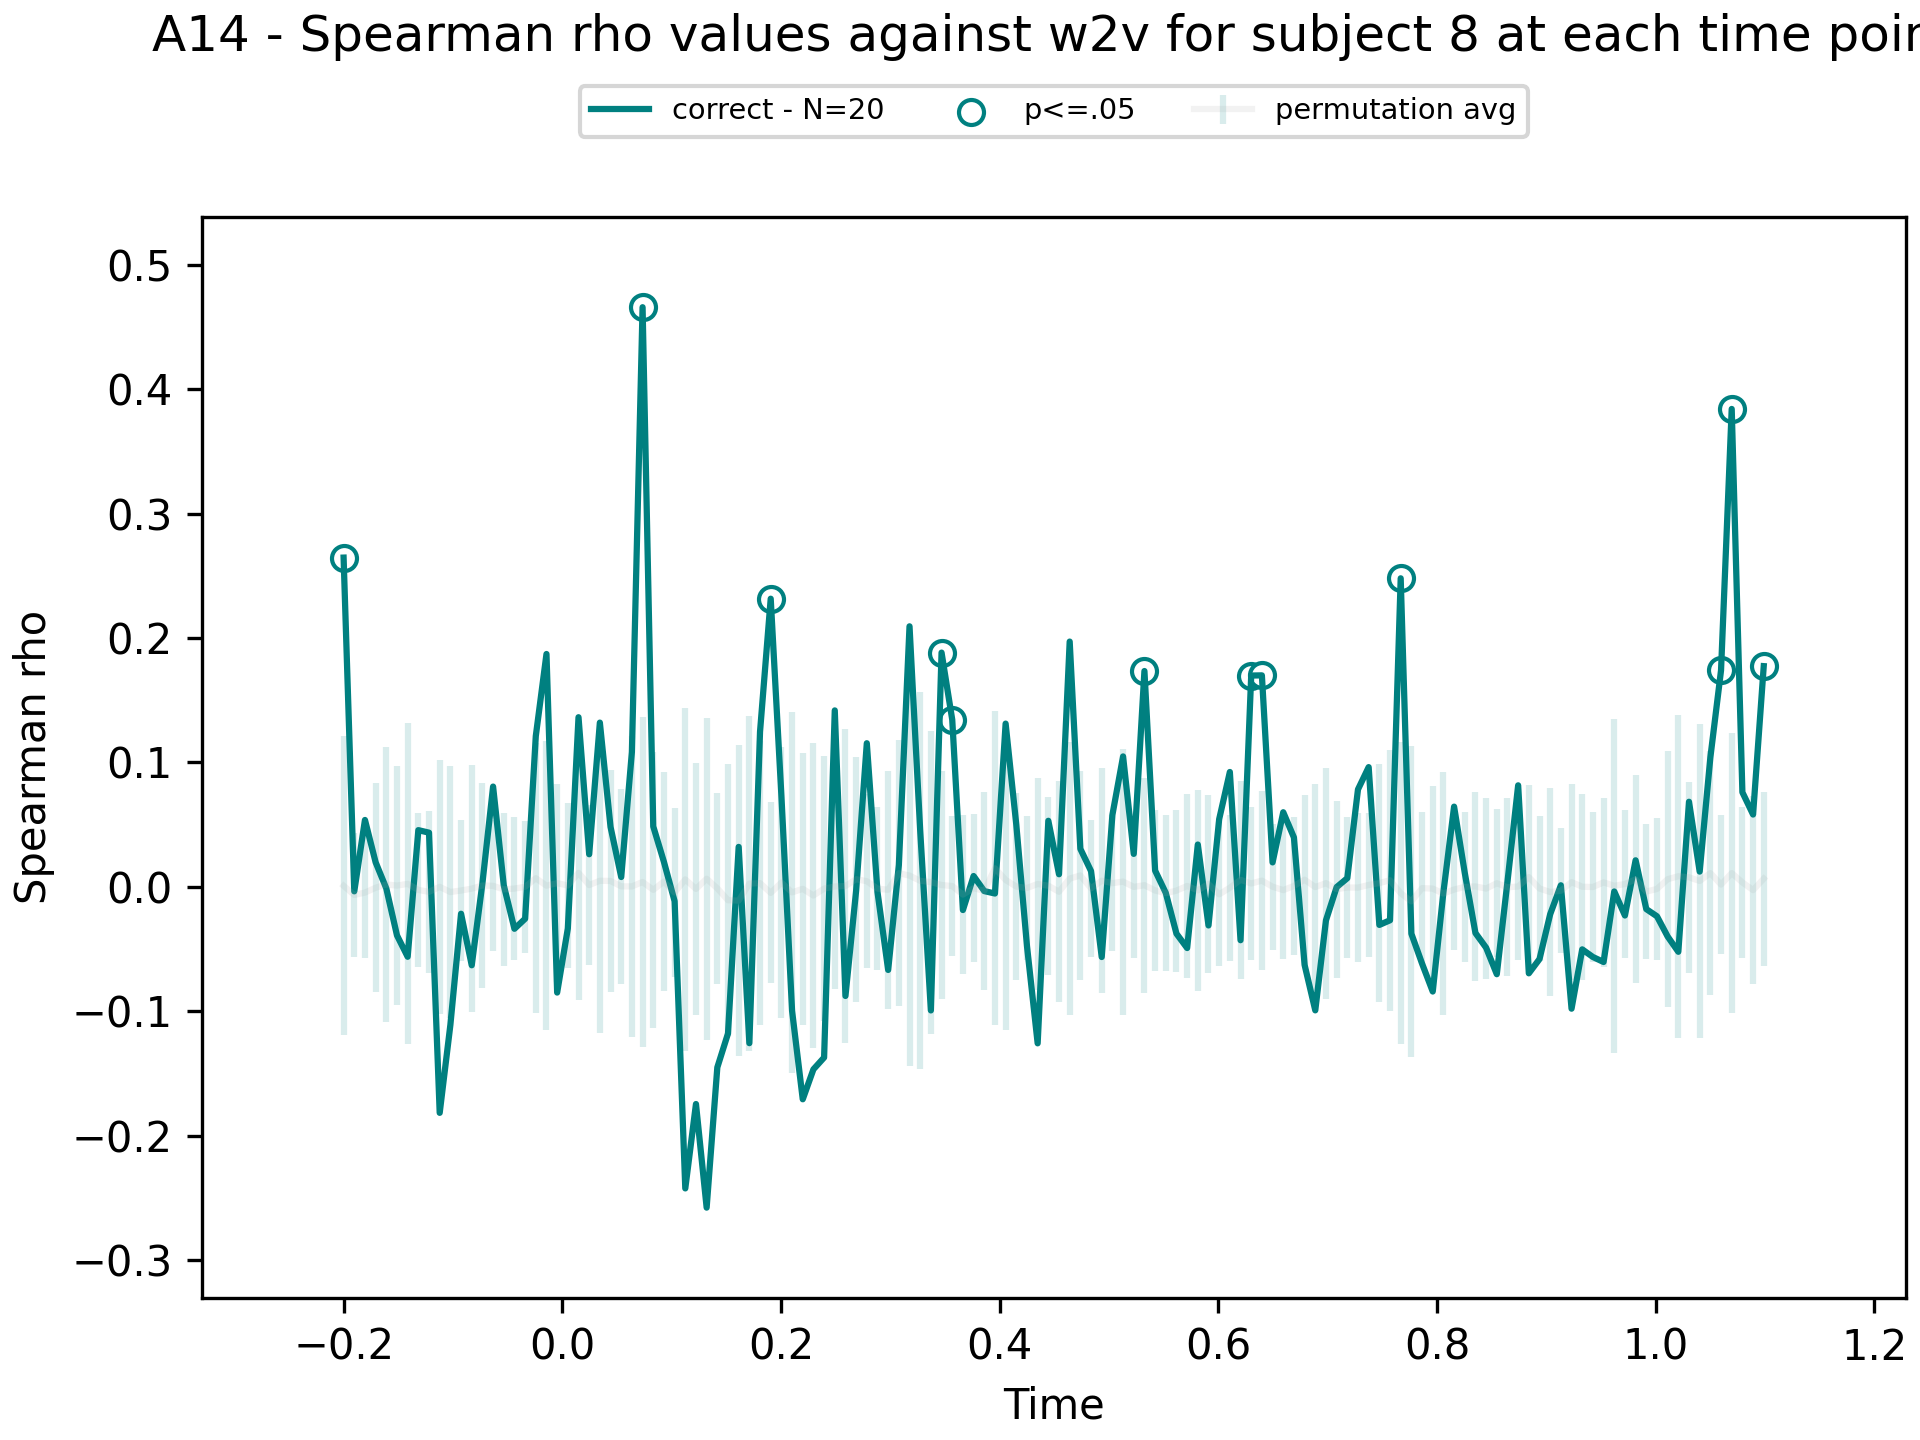 A14 - Spearman rho values against w2v for subject 8 at each time poin
correct - N=20 p<=.05 permutation avg
0.5
0.4
0.3
0.2
0.1
0.0
−0.1
−0.2
−0.3
Spearman rho
−0.2 0.0 0.2 0.4 0.6 0.8 1.0 1.2
Time